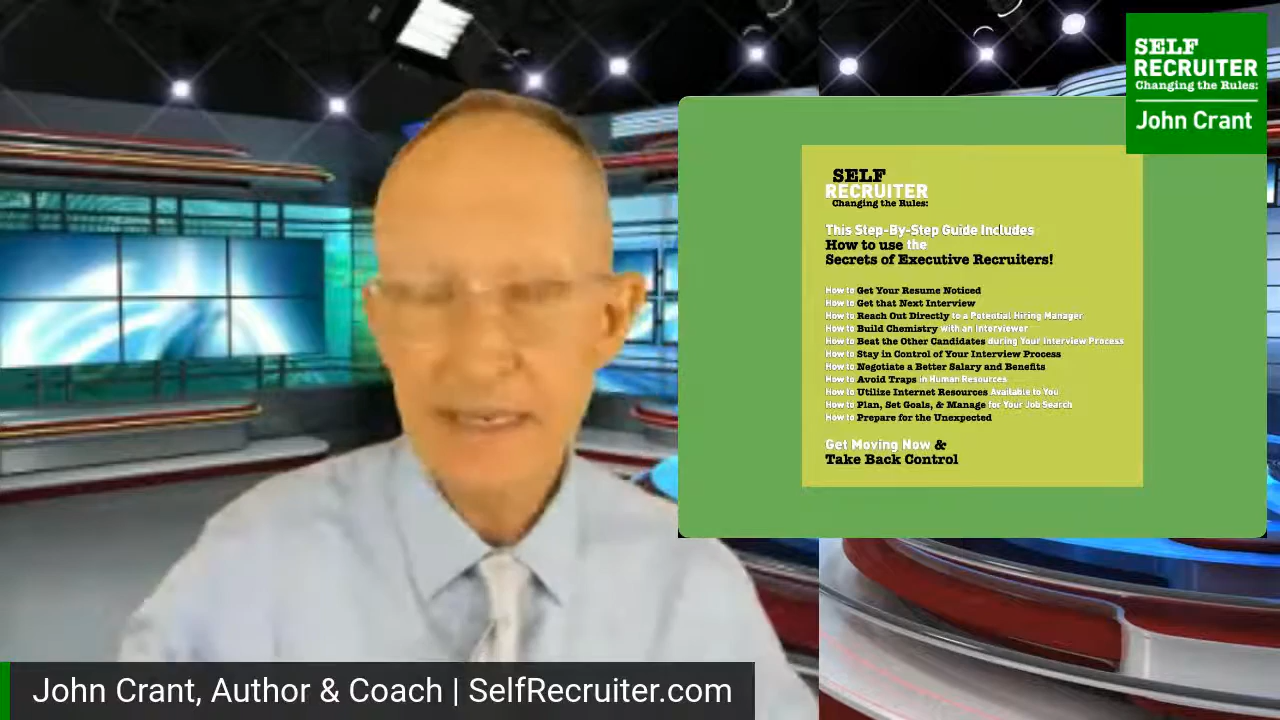 SELF
RECRUITER
Changing the Rules:
John Crant
SELF
RECRUITER
Changing the Rules:
This Step-By-Step Guide Includes
How to use the
Secrets of Executive Recruiters!
How to Get Your Resume Noticed
How to Get that Next Interview
How to Reach Out Directly to a Potential Hiring Manager
How to Build Chemistry with an Interviewer
How to Beat the Other Candidates during Your Interview Process
How to Stay in Control of Your Interview Process
How to Negotiate a Better Salary and Benefits
How to Avoid Traps in Human Resources
How to Utilize Internet Resources Available to You
How to Plan, Set Goals, & Manage for Your Job Search
How to Prepare for the Unexpected
Get Moving Now &
Take Back Control
John Crant, Author & Coach | SelfRecruiter.com